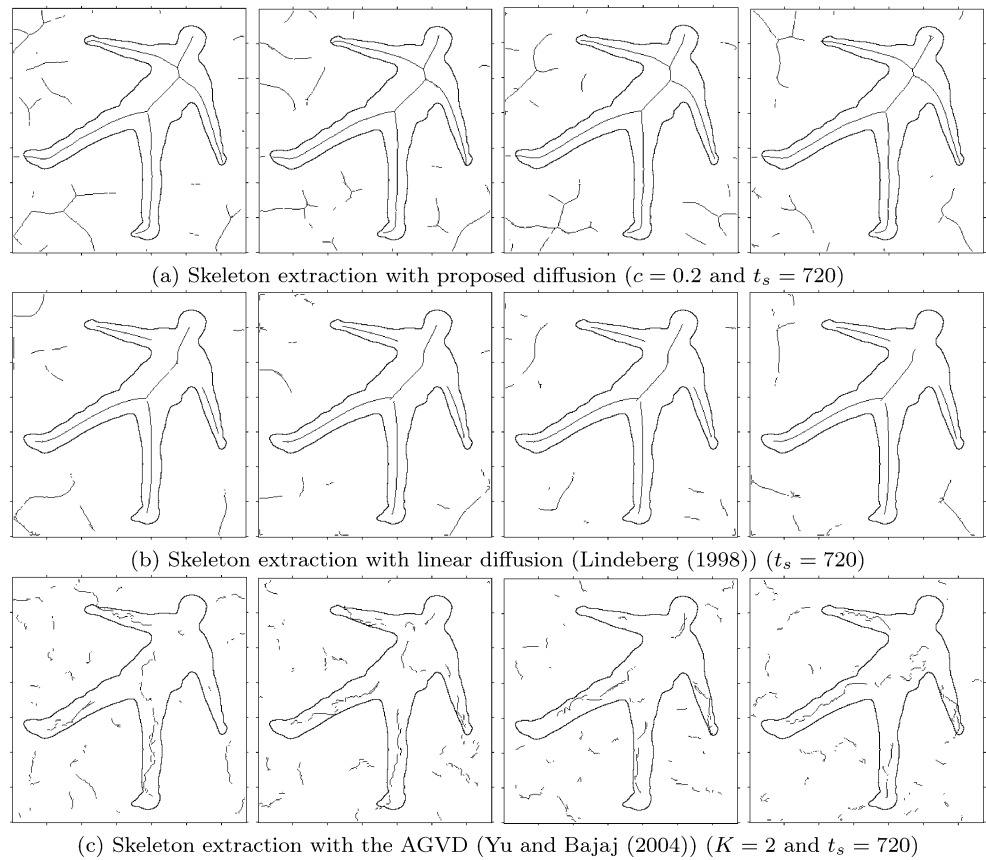 (a) Skeleton extraction with proposed diffusion (c = 0.2 and t_s = 720)
(b) Skeleton extraction with linear diffusion (Lindeberg (1998)) (t_s = 720)
(c) Skeleton extraction with the AGVD (Yu and Bajaj (2004)) (K = 2 and t_s = 720)